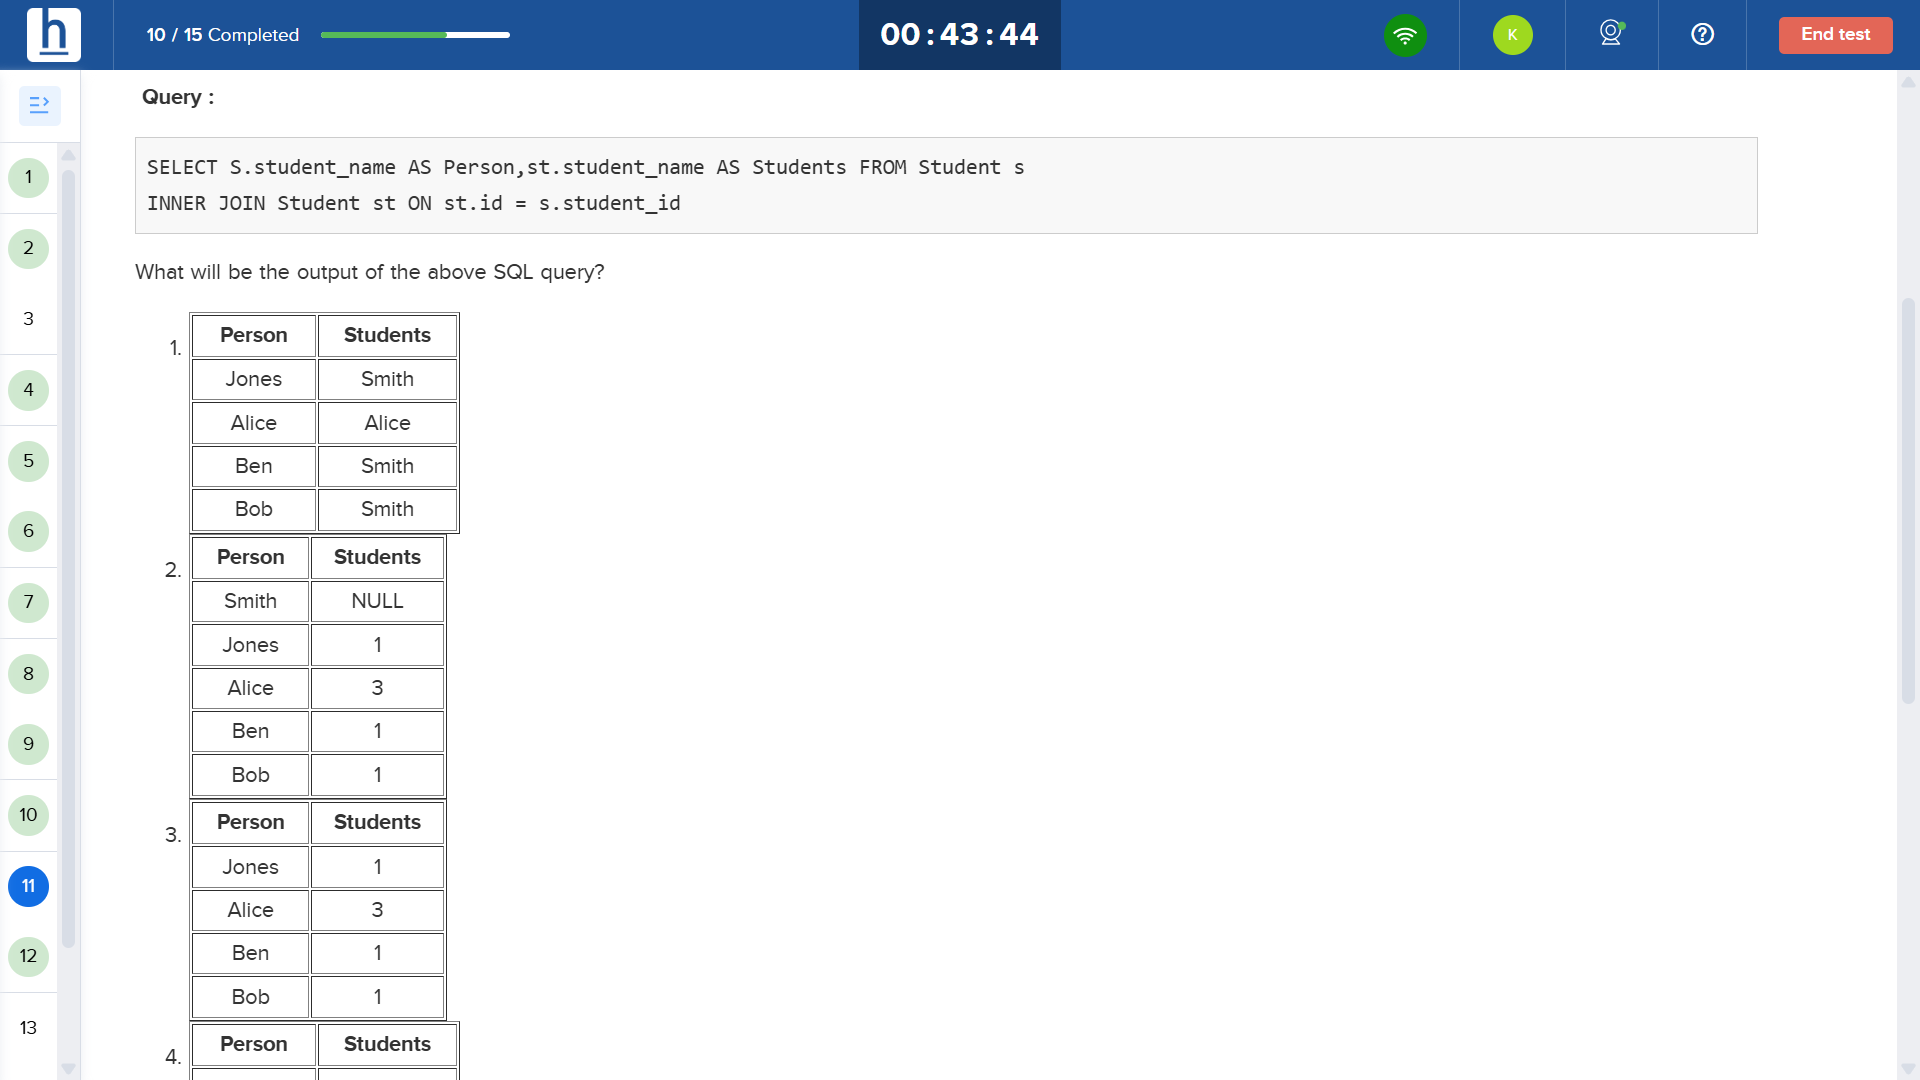 h
10 / 15 Completed
00:43:44
K
?
End test
1
2
3
4
5
6
7
8
9
10
11
12
13
Query :
SELECT S.student_name AS Person,st.student_name AS Students FROM Student s
INNER JOIN Student st ON st.id = s.student_id
What will be the output of the above SQL query?
1.
Person Students
Jones Smith
Alice Alice
Ben Smith
Bob Smith
2.
Person Students
Smith NULL
Jones 1
Alice 3
Ben 1
Bob 1
3.
Person Students
Jones 1
Alice 3
Ben 1
Bob 1
4.
Person Students